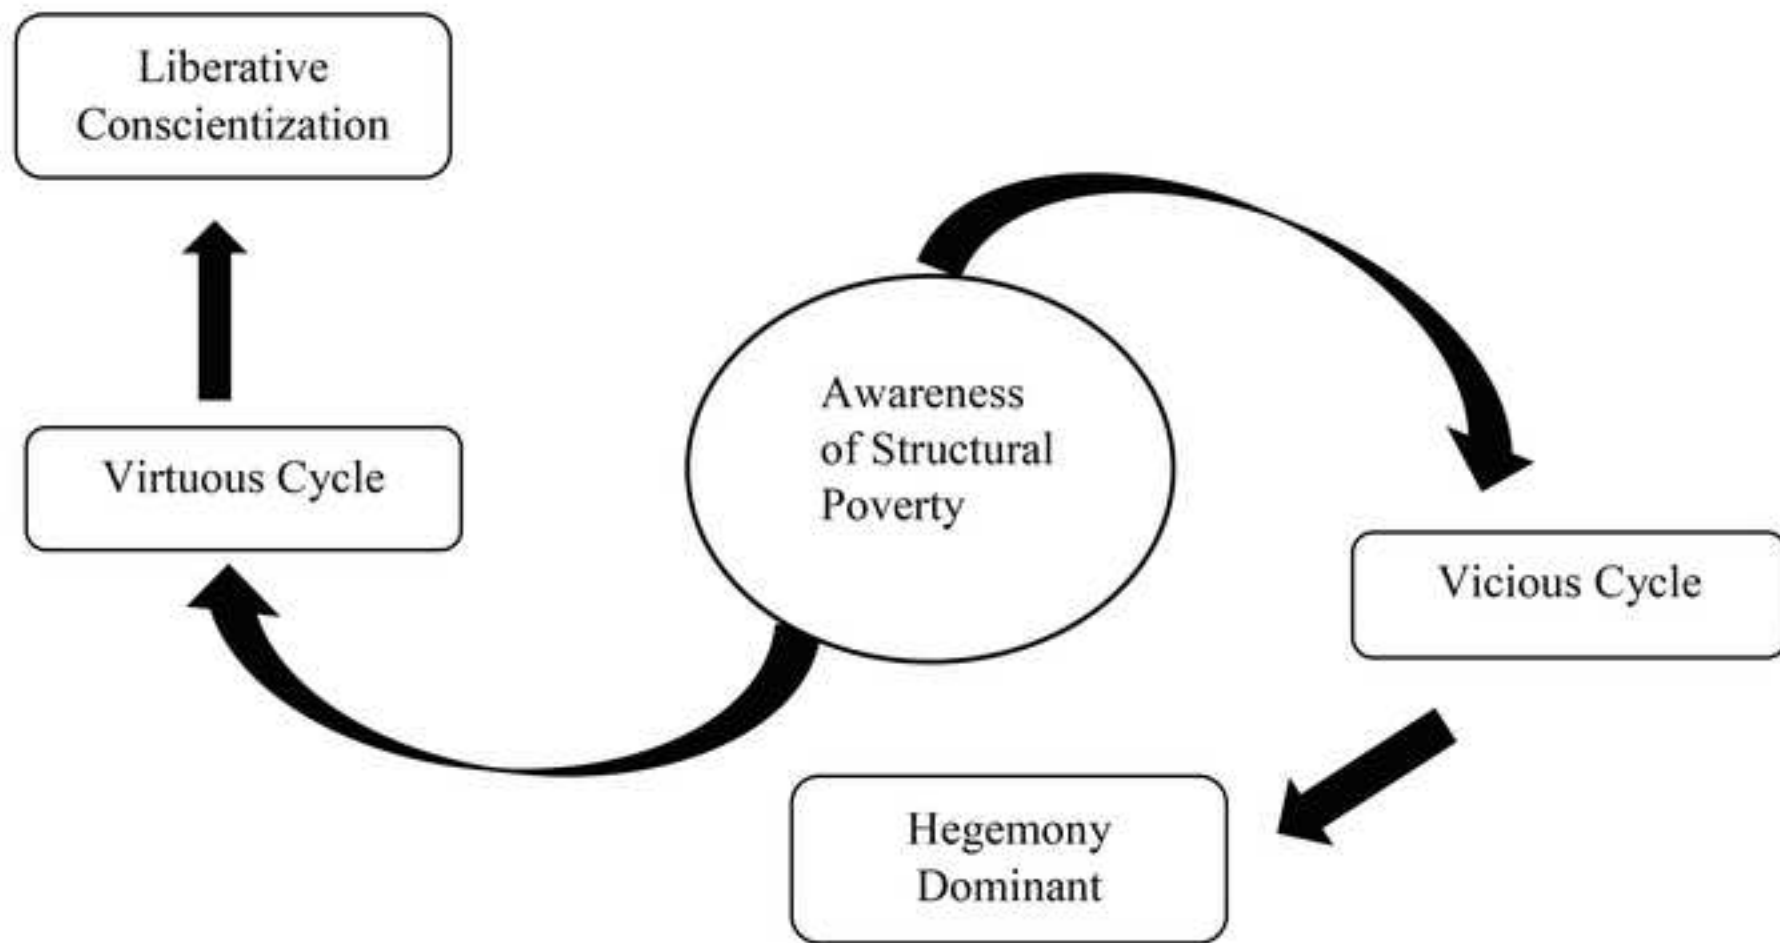 Liberative
Conscientization
Awareness
of Structural
Poverty
Virtuous Cycle
Vicious Cycle
Hegemony
Dominant